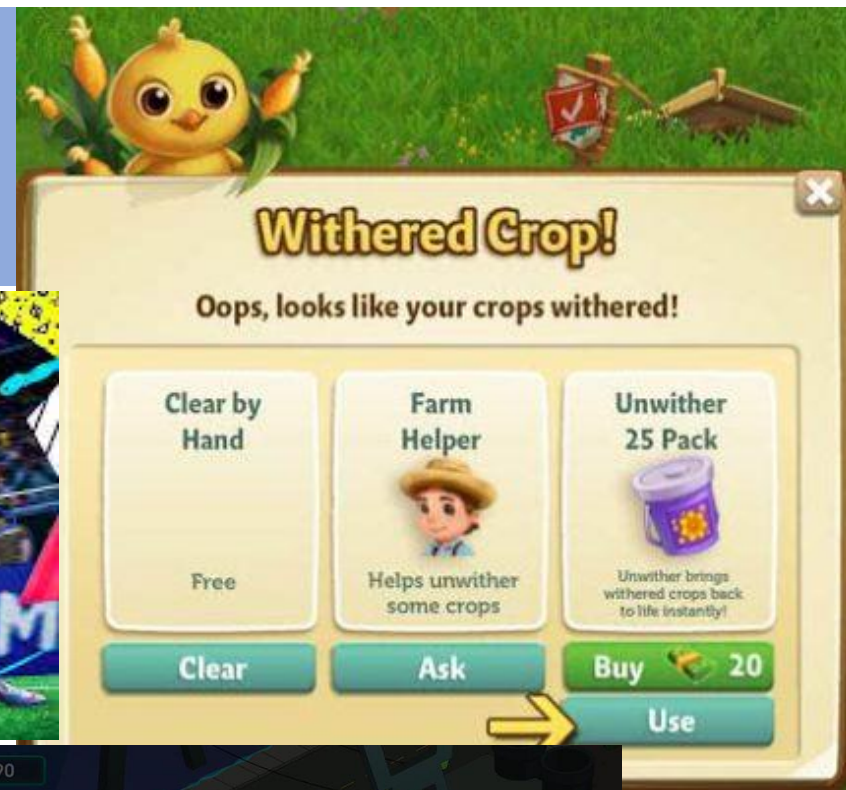 Withered Crop!
Oops, looks like your crops withered!
Clear by
Hand
Free
Clear
Farm
Helper
Helps unwither
some crops
Ask
Unwither
25 Pack
Unwither brings
withered crops back
to life instantly!
Buy 20
Use
M
90